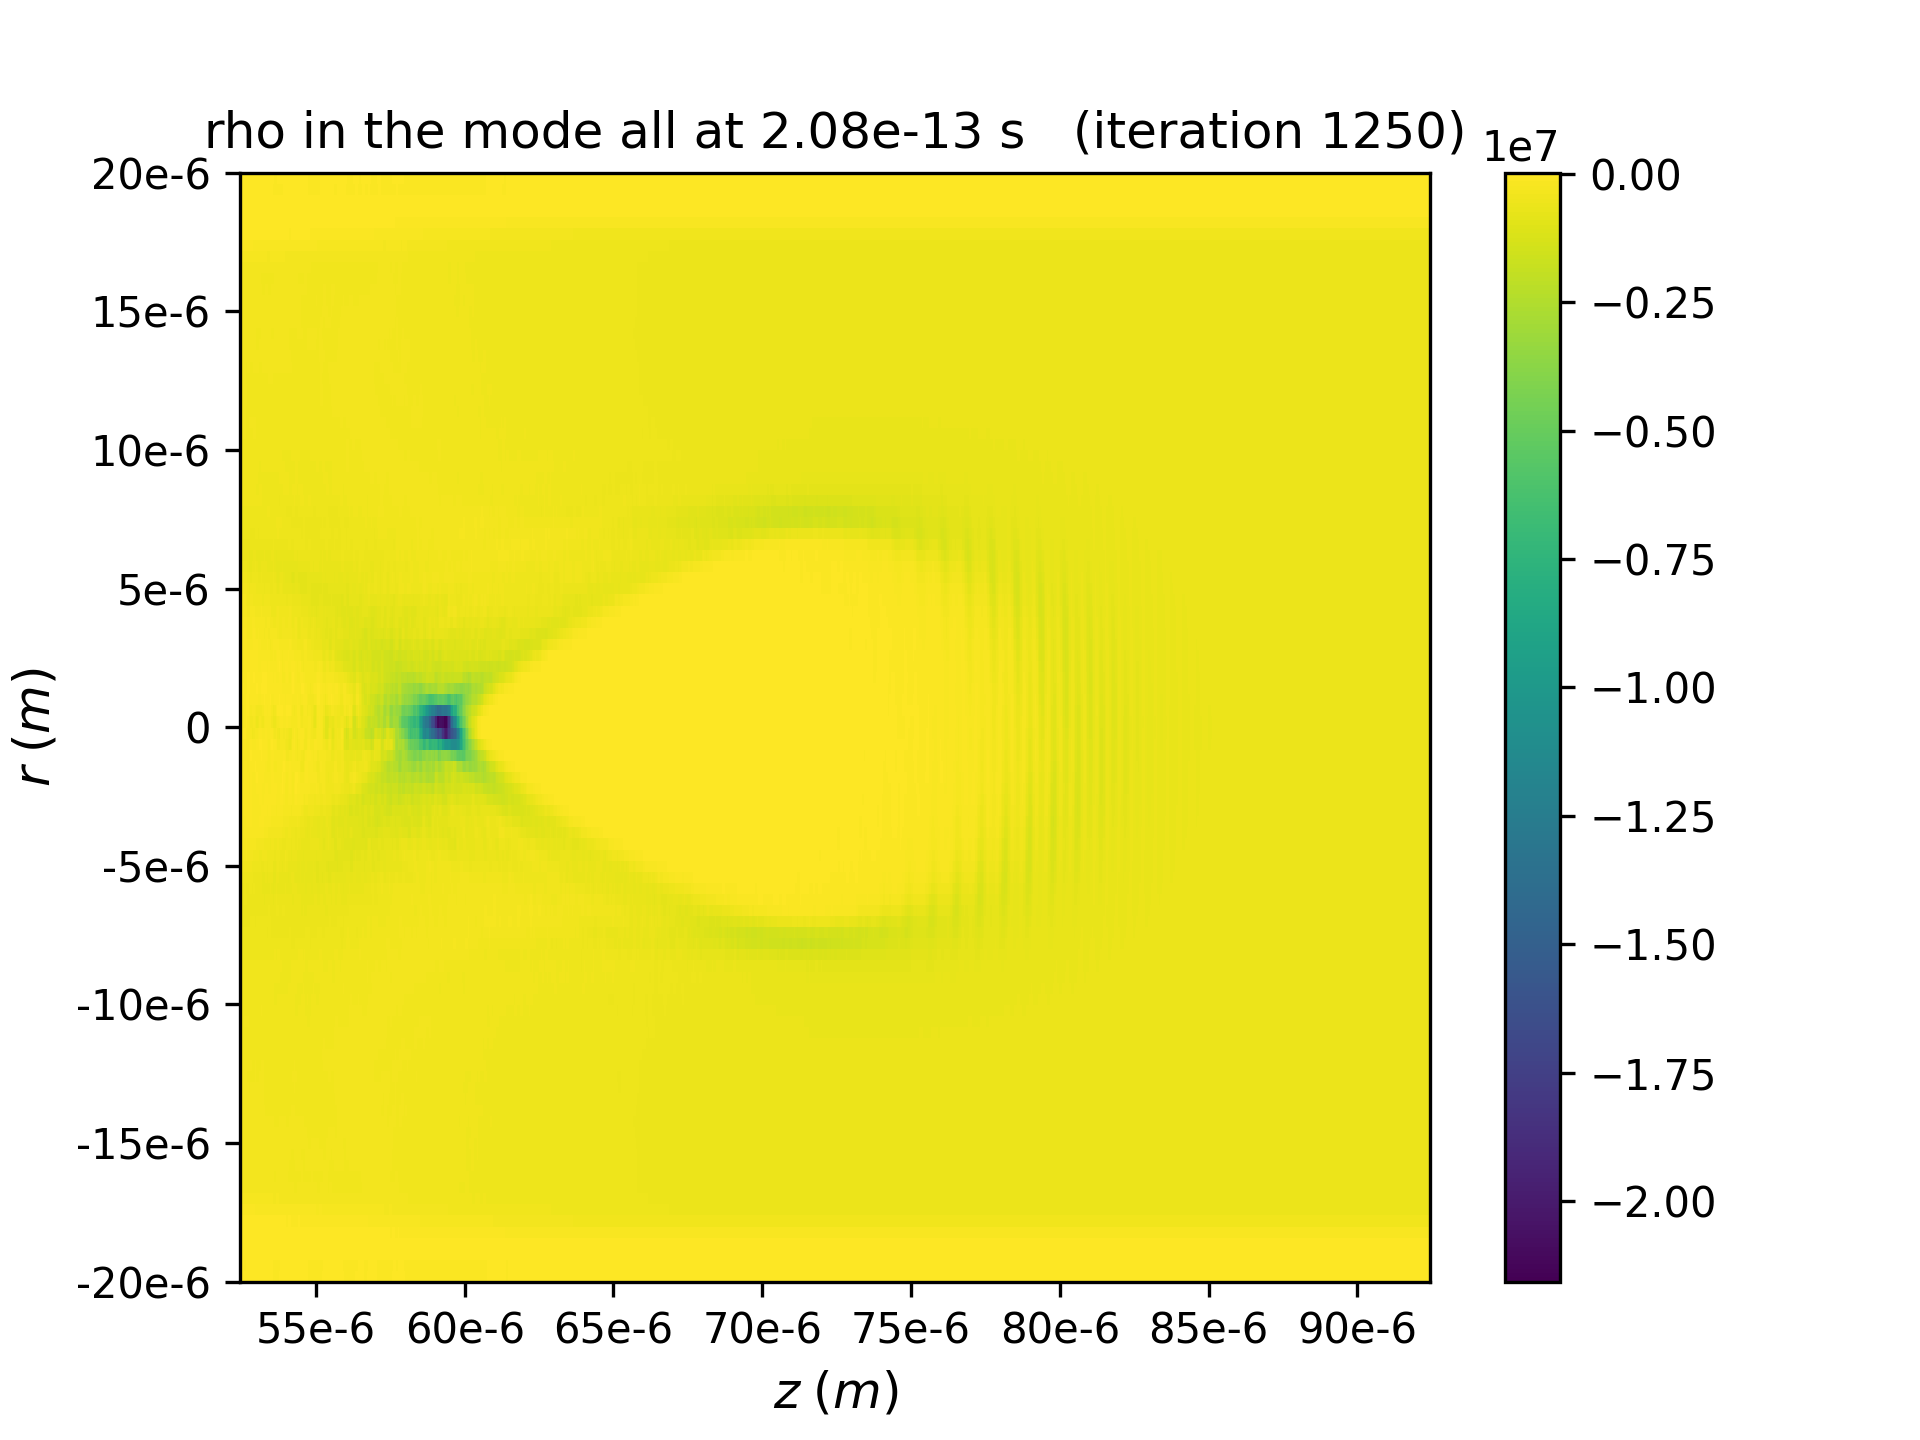 rho in the mode all at 2.08e-13 s   (iteration 1250)
1e7
20e-6
15e-6
10e-6
5e-6
0
-5e-6
-10e-6
-15e-6
-20e-6
r (m)
55e-6 60e-6 65e-6 70e-6 75e-6 80e-6 85e-6 90e-6
z (m)
0.00
−0.25
−0.50
−0.75
−1.00
−1.25
−1.50
−1.75
−2.00